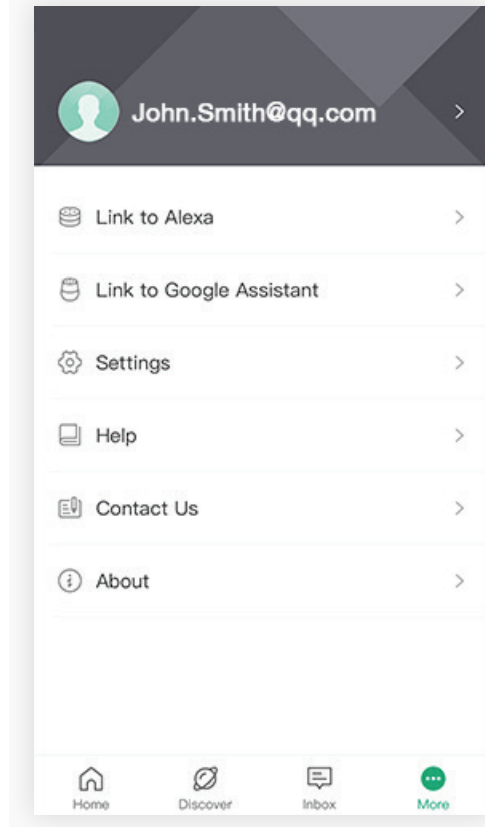 John.Smith@qq.com
Link to Alexa
Link to Google Assistant
Settings
Help
Contact Us
About
Home Discover Inbox More